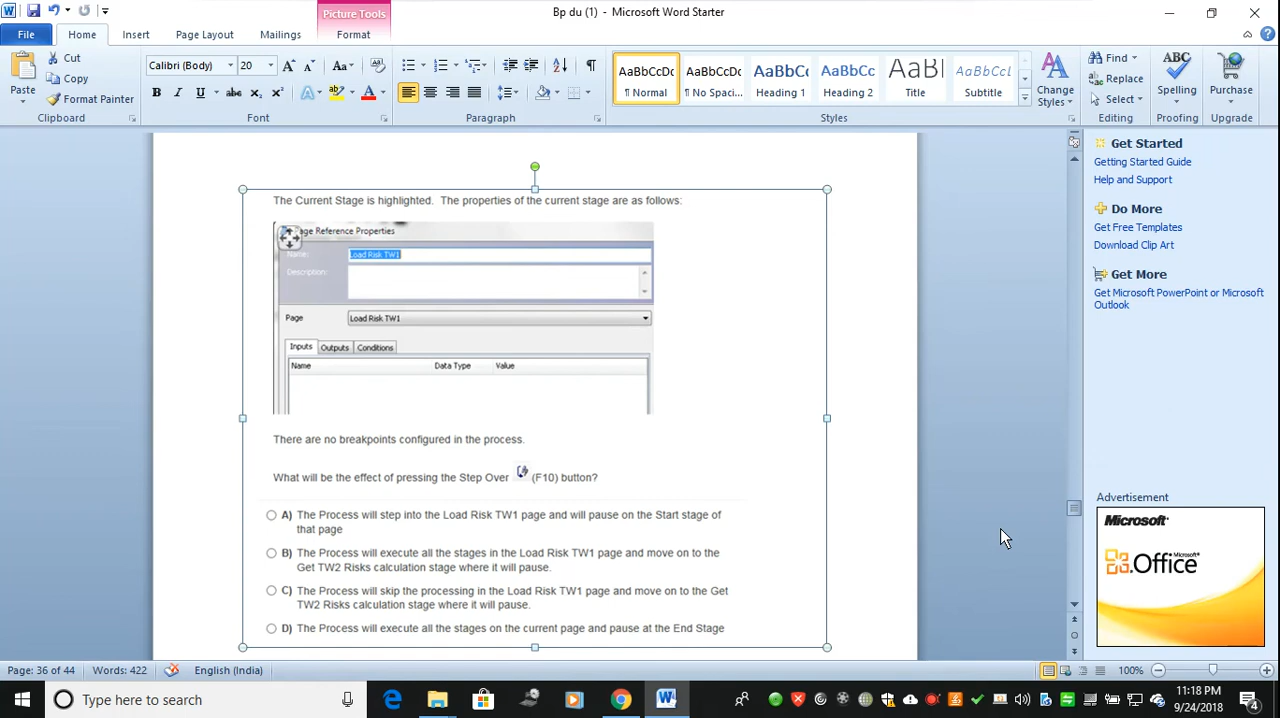 Picture Tools
Bp du (1) - Microsoft Word Starter
File
Home
Insert
Page Layout
Mailings
Format
Paste
Cut
Copy
Format Painter
Clipboard
Calibri (Body)
20
Font
Paragraph
AaBbCcDc
¶ Normal
AaBbCcDc
¶ No Spaci...
AaBbCc
Heading 1
AaBbCc
Heading 2
AaBl
Title
AaBbCcL
Subtitle
Change
Styles
Styles
Find
Replace
Select
Editing
ABC
Spelling
Proofing
Purchase
Upgrade
The Current Stage is highlighted. The properties of the current stage are as follows:
age Reference Properties
Name:
Load Risk TW1
Description:
Page
Load Risk TW1
Inputs
Outputs
Conditions
Name
Data Type
Value
There are no breakpoints configured in the process.
What will be the effect of pressing the Step Over (F10) button?
A) The Process will step into the Load Risk TW1 page and will pause on the Start stage of
that page
B) The Process will execute all the stages in the Load Risk TW1 page and move on to the
Get TW2 Risks calculation stage where it will pause.
C) The Process will skip the processing in the Load Risk TW1 page and move on to the Get
TW2 Risks calculation stage where it will pause.
D) The Process will execute all the stages on the current page and pause at the End Stage
Get Started
Getting Started Guide
Help and Support
Do More
Get Free Templates
Download Clip Art
Get More
Get Microsoft PowerPoint or Microsoft
Outlook
Advertisement
Microsoft
Microsoft
Office
Page: 36 of 44
Words: 422
English (India)
100%
Type here to search
11:18 PM
9/24/2018
4